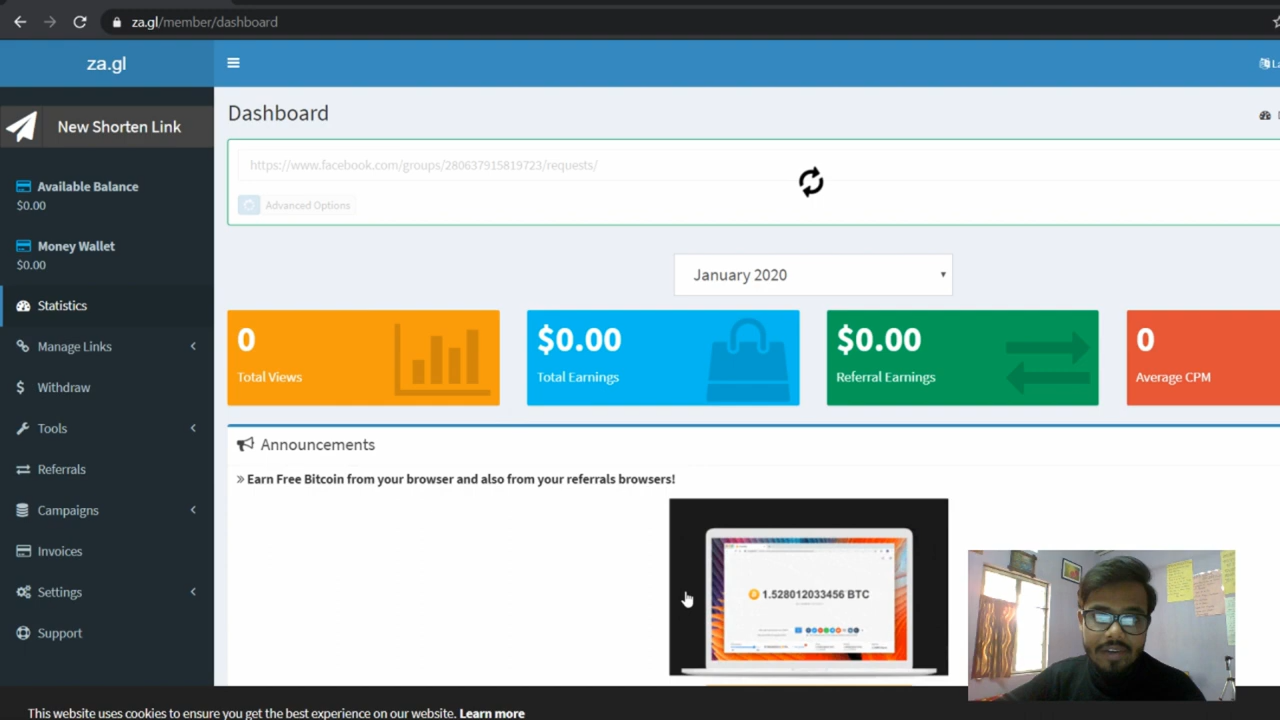 za.gl/member/dashboard
za.gl
New Shorten Link
Available Balance
$0.00
Money Wallet
$0.00
Statistics
Manage Links
Withdraw
Tools
Referrals
Campaigns
Invoices
Settings
Support
Dashboard
https://www.facebook.com/groups/280637915819723/requests/
Advanced Options
January 2020
0
Total Views
$0.00
Total Earnings
$0.00
Referral Earnings
0
Average CPM
Announcements
» Earn Free Bitcoin from your browser and also from your referrals browsers!
1.528012033456 BTC
This website uses cookies to ensure you get the best experience on our website. Learn more